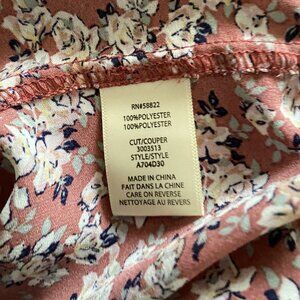 RN#58822
100%POLYESTER
100%POLYESTER
CUT/COUPER
3003513
STYLE/STYLE
A704D30
MADE IN CHINA
FAIT DANS LA CHINE
CARE ON REVERSE
NETTOYAGE AU REVERS